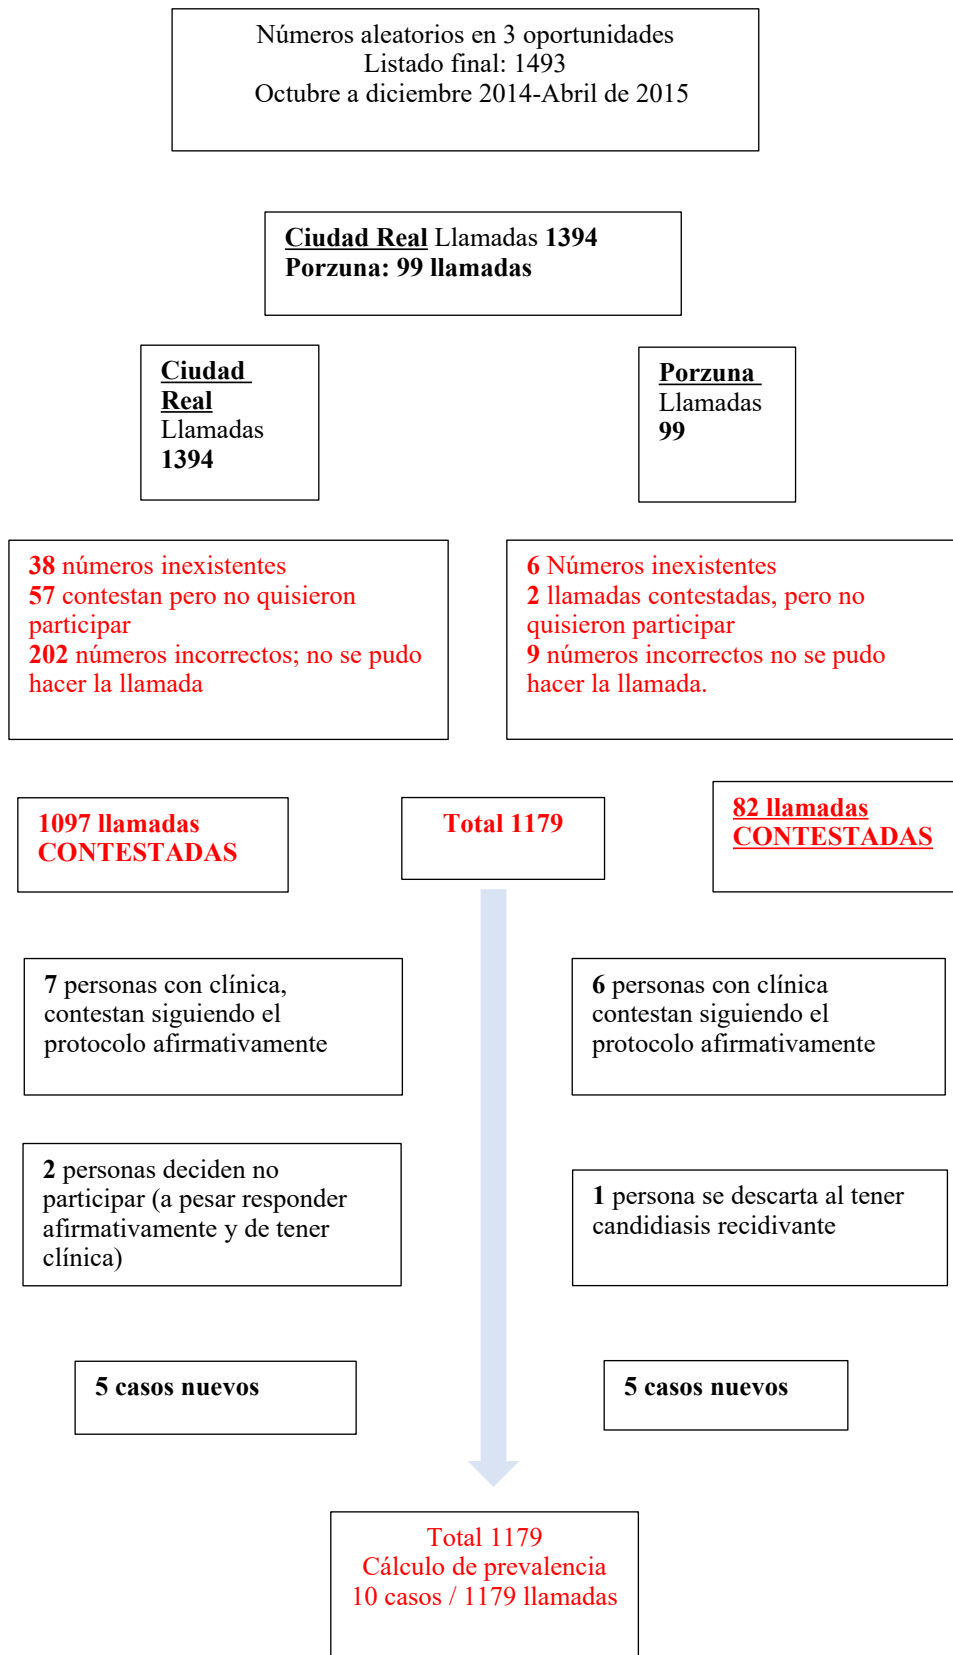 Números aleatorios en 3 oportunidades
Listado final: 1493
Octubre a diciembre 2014-Abril de 2015
Ciudad Real Llamadas 1394
Porzuna: 99 llamadas
Ciudad
Real
Llamadas
1394
Porzuna
Llamadas
99
38 números inexistentes
57 contestan pero no quisieron
participar
202 números incorrectos; no se pudo
hacer la llamada
6 Números inexistentes
2 llamadas contestadas, pero no
quisieron participar
9 números incorrectos no se pudo
hacer la llamada.
1097 llamadas
CONTESTADAS
Total 1179
82 llamadas
CONTESTADAS
7 personas con clínica,
contestan siguiendo el
protocolo afirmativamente
6 personas con clínica
contestan siguiendo el
protocolo afirmativamente
2 personas deciden no
participar (a pesar responder
afirmativamente y de tener
clínica)
1 persona se descarta al tener
candidiasis recidivante
5 casos nuevos
5 casos nuevos
Total 1179
Cálculo de prevalencia
10 casos / 1179 llamadas